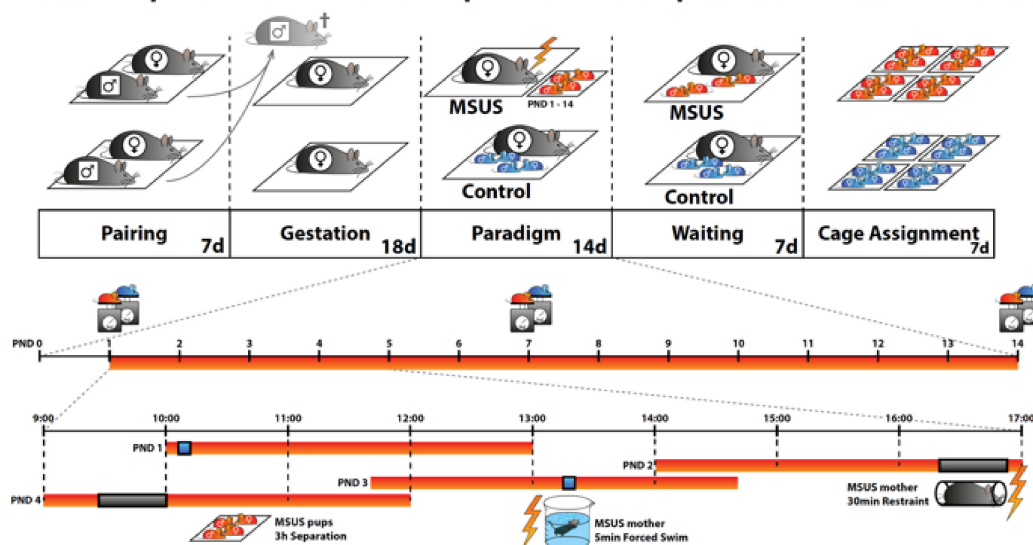 MSUS
PND 1 - 14
Control
MSUS
Control
Pairing
7d
Gestation
18d
Paradigm
14d
Waiting
7d
Cage Assignment
7d
PND 0 1 2 3 4 5 6 7 8 9 10 11 12 13 14
9:00 10:00 11:00 12:00 13:00 14:00 15:00 16:00 17:00
PND 1
PND 2
PND 3
PND 4
MSUS pups
3h Separation
MSUS mother
5min Forced Swim
MSUS mother
30min Restraint